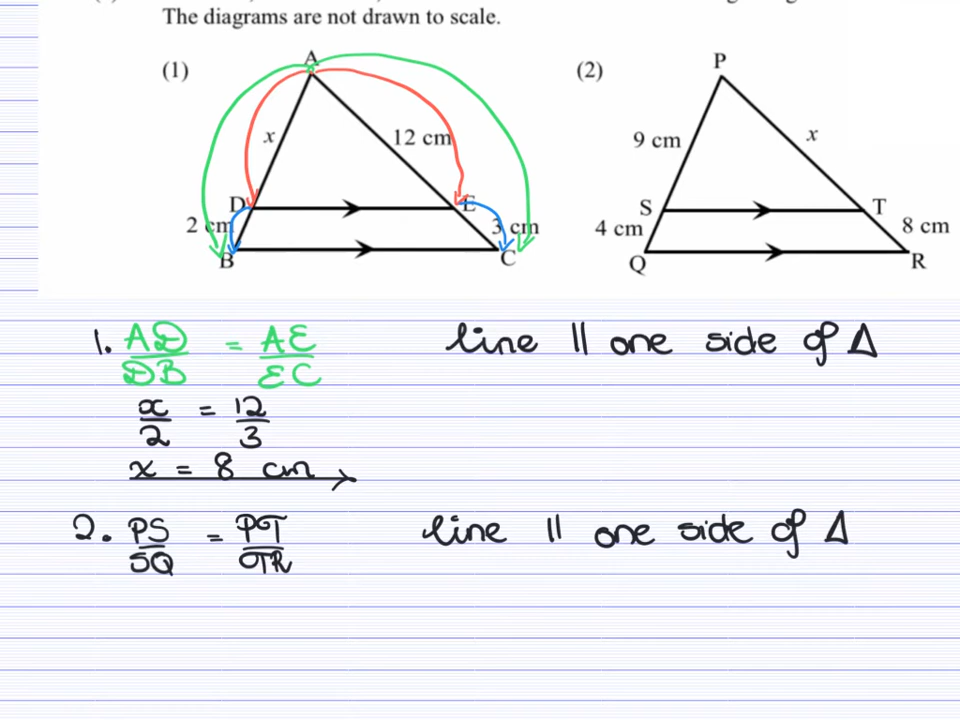 The diagrams are not drawn to scale.
(1)
A
x
12 cm
D
E
2 cm
3 cm
B
C
(2)
P
9 cm
x
S
T
4 cm
8 cm
Q
R
1. AD/DB = AE/EC line || one side of Δ
x/2 = 12/3
x = 8 cm
2. PS/SQ = PT/TR line || one side of Δ